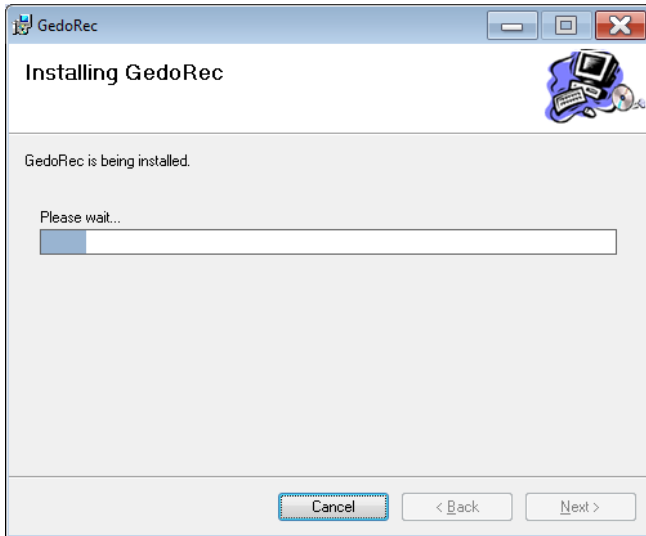 GedoRec
Installing GedoRec
GedoRec is being installed.
Please wait...
Cancel
< Back
Next >